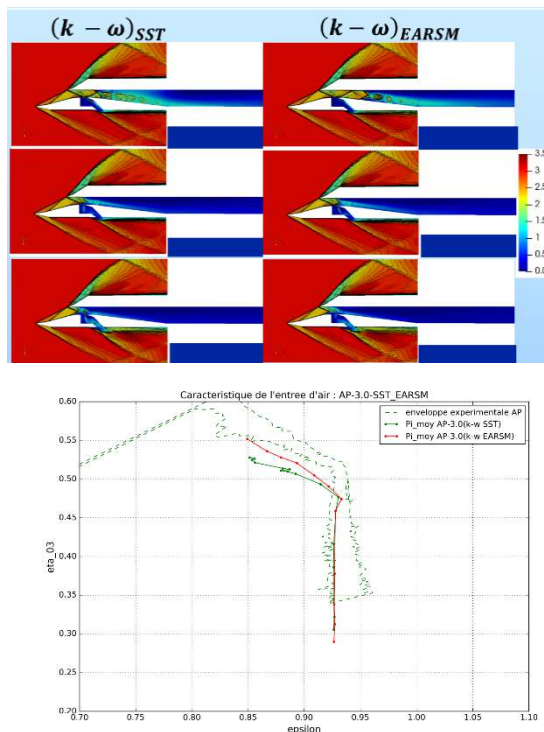 (k − ω)SST (k − ω)EARSM
3.5
3.0
2.5
2.0
1.5
1.0
0.5
0.0
Caracteristique de l'entree d'air : AP-3.0-SST_EARSM
enveloppe experimentale AP
Pi_moy AP-3.0(k-w SST)
Pi_moy AP-3.0(k-w EARSM)
eta_03
0.60
0.55
0.50
0.45
0.40
0.35
0.30
0.25
0.20
0.70 0.75 0.80 0.85 0.90 0.95 1.00 1.05 1.10
epsilon